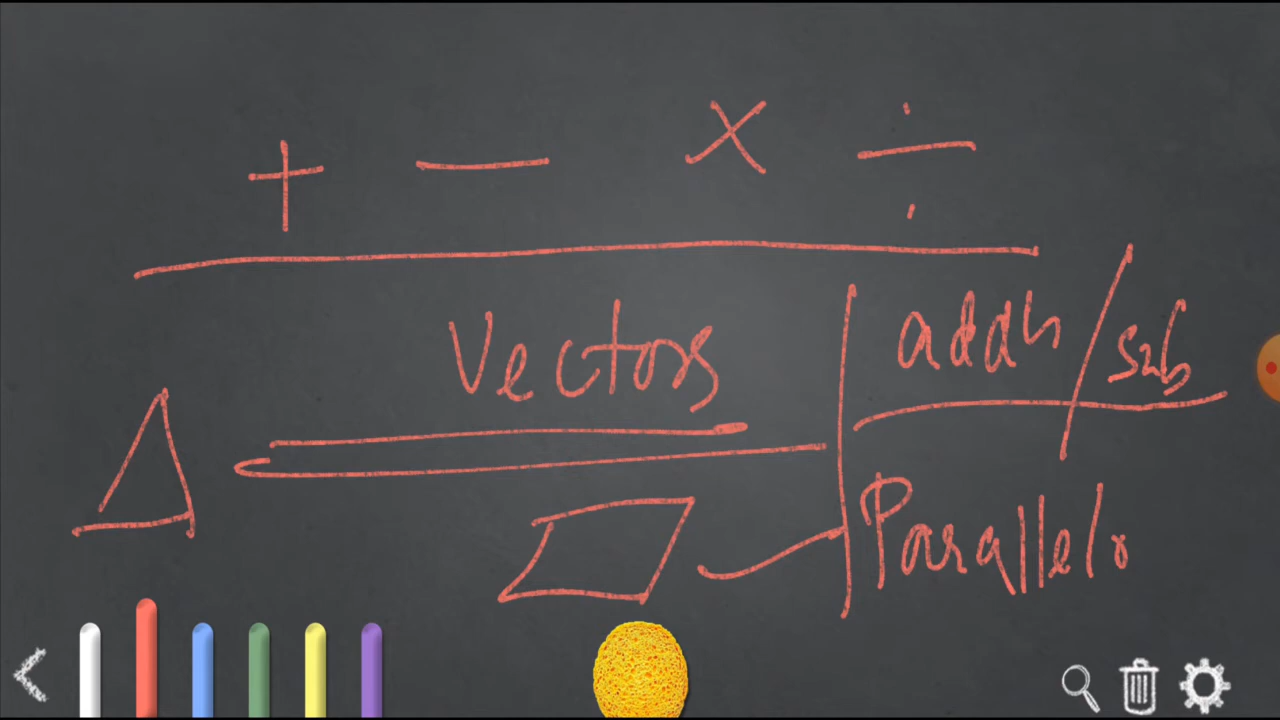 + − × ÷
Vectors
addn / sub
Parallelo